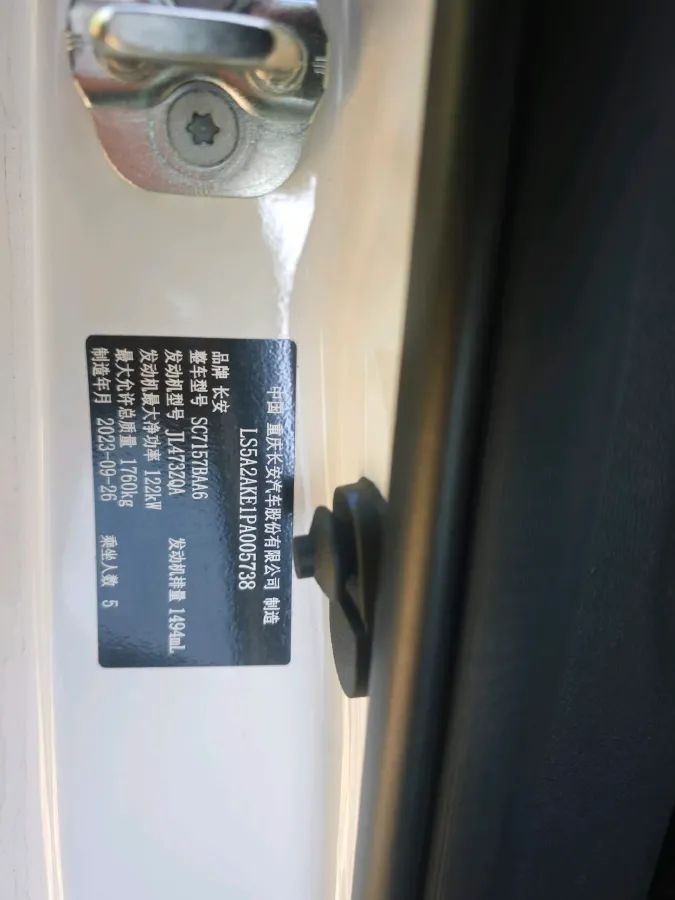 中国 重庆长安汽车股份有限公司 制造
LS5A2AKE1PA005738
品牌 长安
整车型号 SC7157BAA6
发动机型号 JL473ZQA 发动机排量 1494mL
发动机最大净功率 122kW
最大允许总质量 1760kg
制造年月 2023-09-26 乘坐人数 5